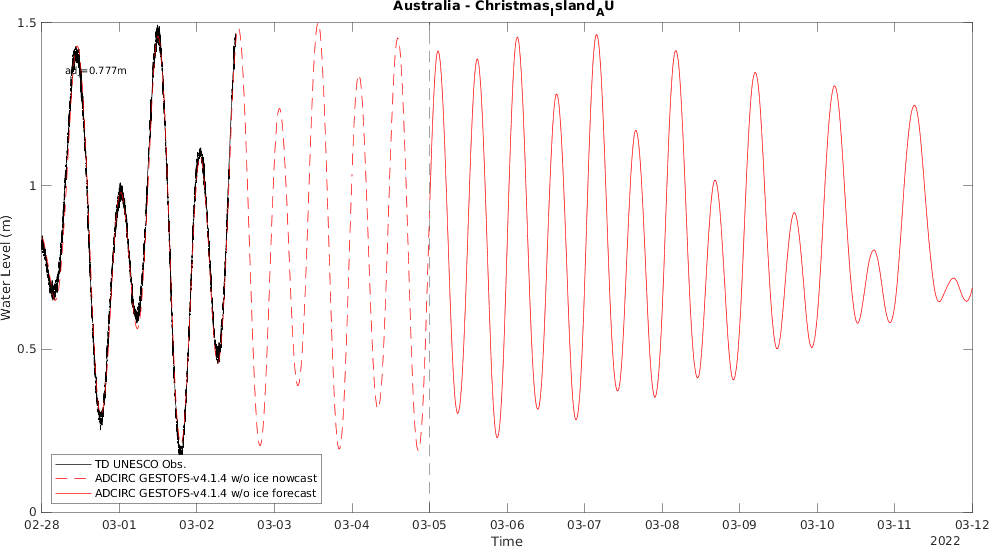 Australia - Christmas_Island_AU
1.5
adj=0.777m
1
Water Level (m)
0.5
TD UNESCO Obs.
ADCIRC GESTOFS-v4.1.4 w/o ice nowcast
ADCIRC GESTOFS-v4.1.4 w/o ice forecast
0
02-28 03-01 03-02 03-03 03-04 03-05 03-06 03-07 03-08 03-09 03-10 03-11 03-12
Time
2022